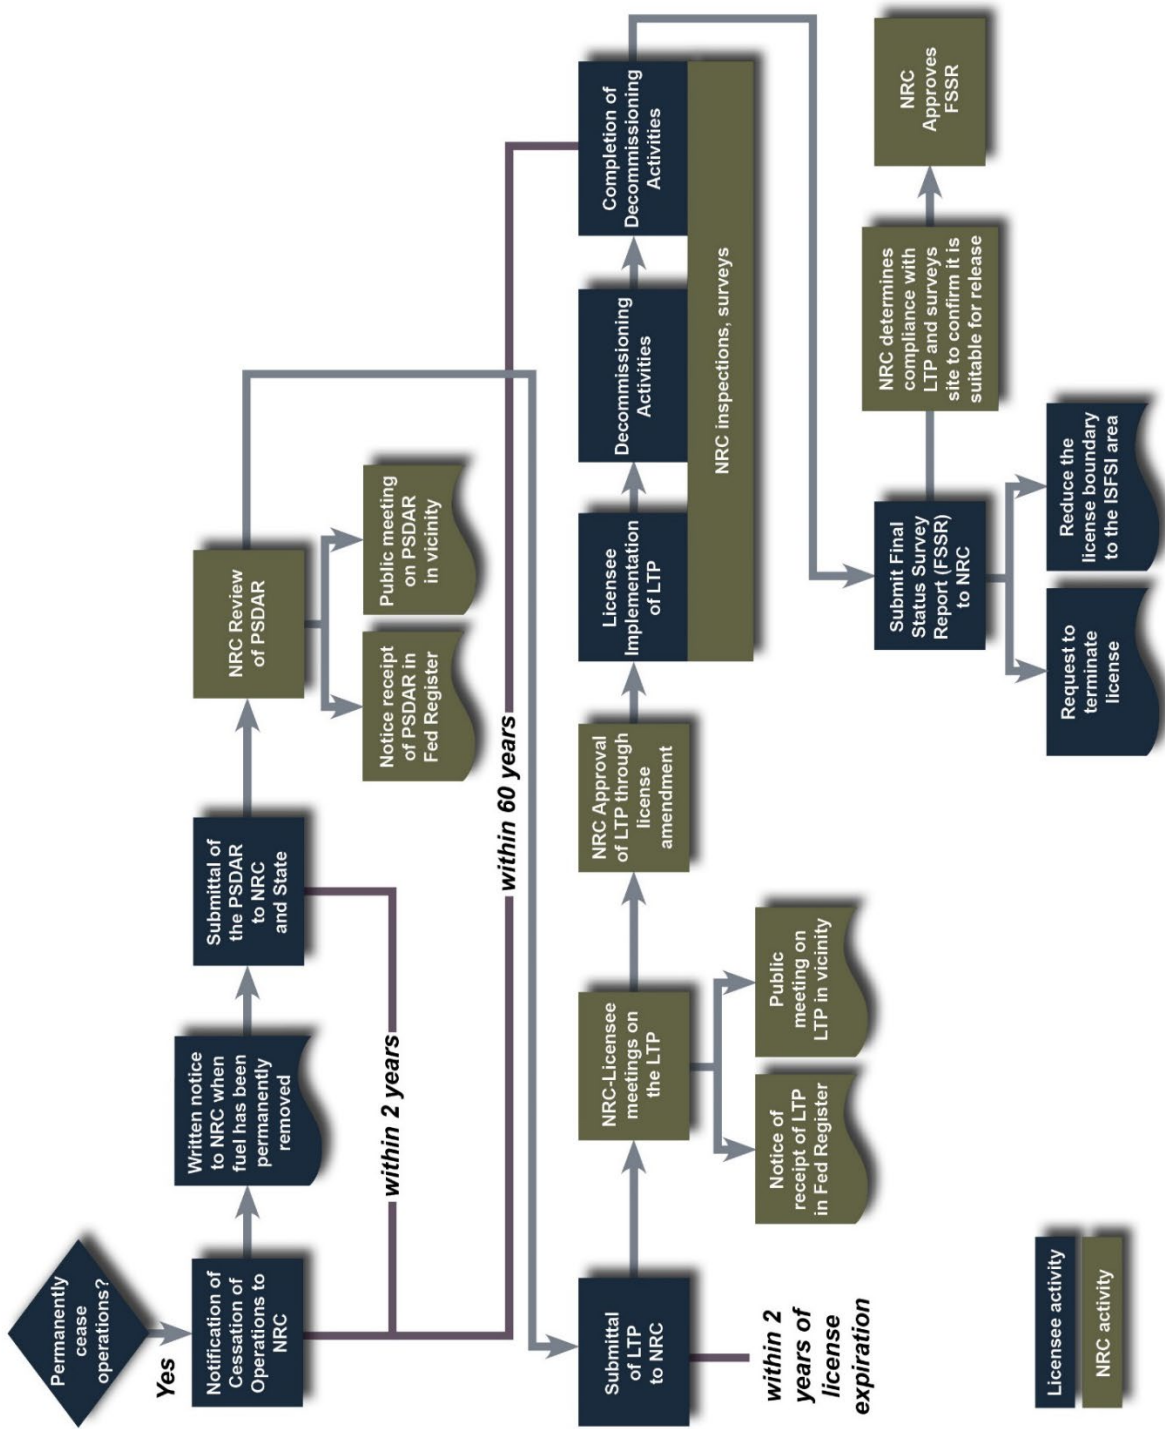 Permanently
cease
operations?
Yes
Notification of
Cessation of
Operations to
NRC
Written notice
to NRC when
fuel has been
permanently
removed
Submittal of
the PSDAR
to NRC
and State
NRC Review
of PSDAR
Notice receipt
of PSDAR in
Fed Register
Public meeting
on PSDAR
in vicinity
within 2 years
within 60 years
Submittal
of LTP
to NRC
within 2
years of
license
expiration
NRC-Licensee
meetings on
the LTP
Notice of
receipt of LTP
in Fed Register
Public
meeting on
LTP in vicinity
NRC Approval
of LTP through
license
amendment
Licensee
Implementation
of LTP
Decommissioning
Activities
Completion of
Decommissioning
Activities
NRC inspections, surveys
Submit Final
Status Survey
Report (FSSR)
to NRC
Request to
terminate
license
Reduce the
license boundary
to the ISFSI area
NRC determines
compliance with
LTP and surveys
site to confirm it is
suitable for release
NRC
Approves
FSSR
Licensee activity
NRC activity